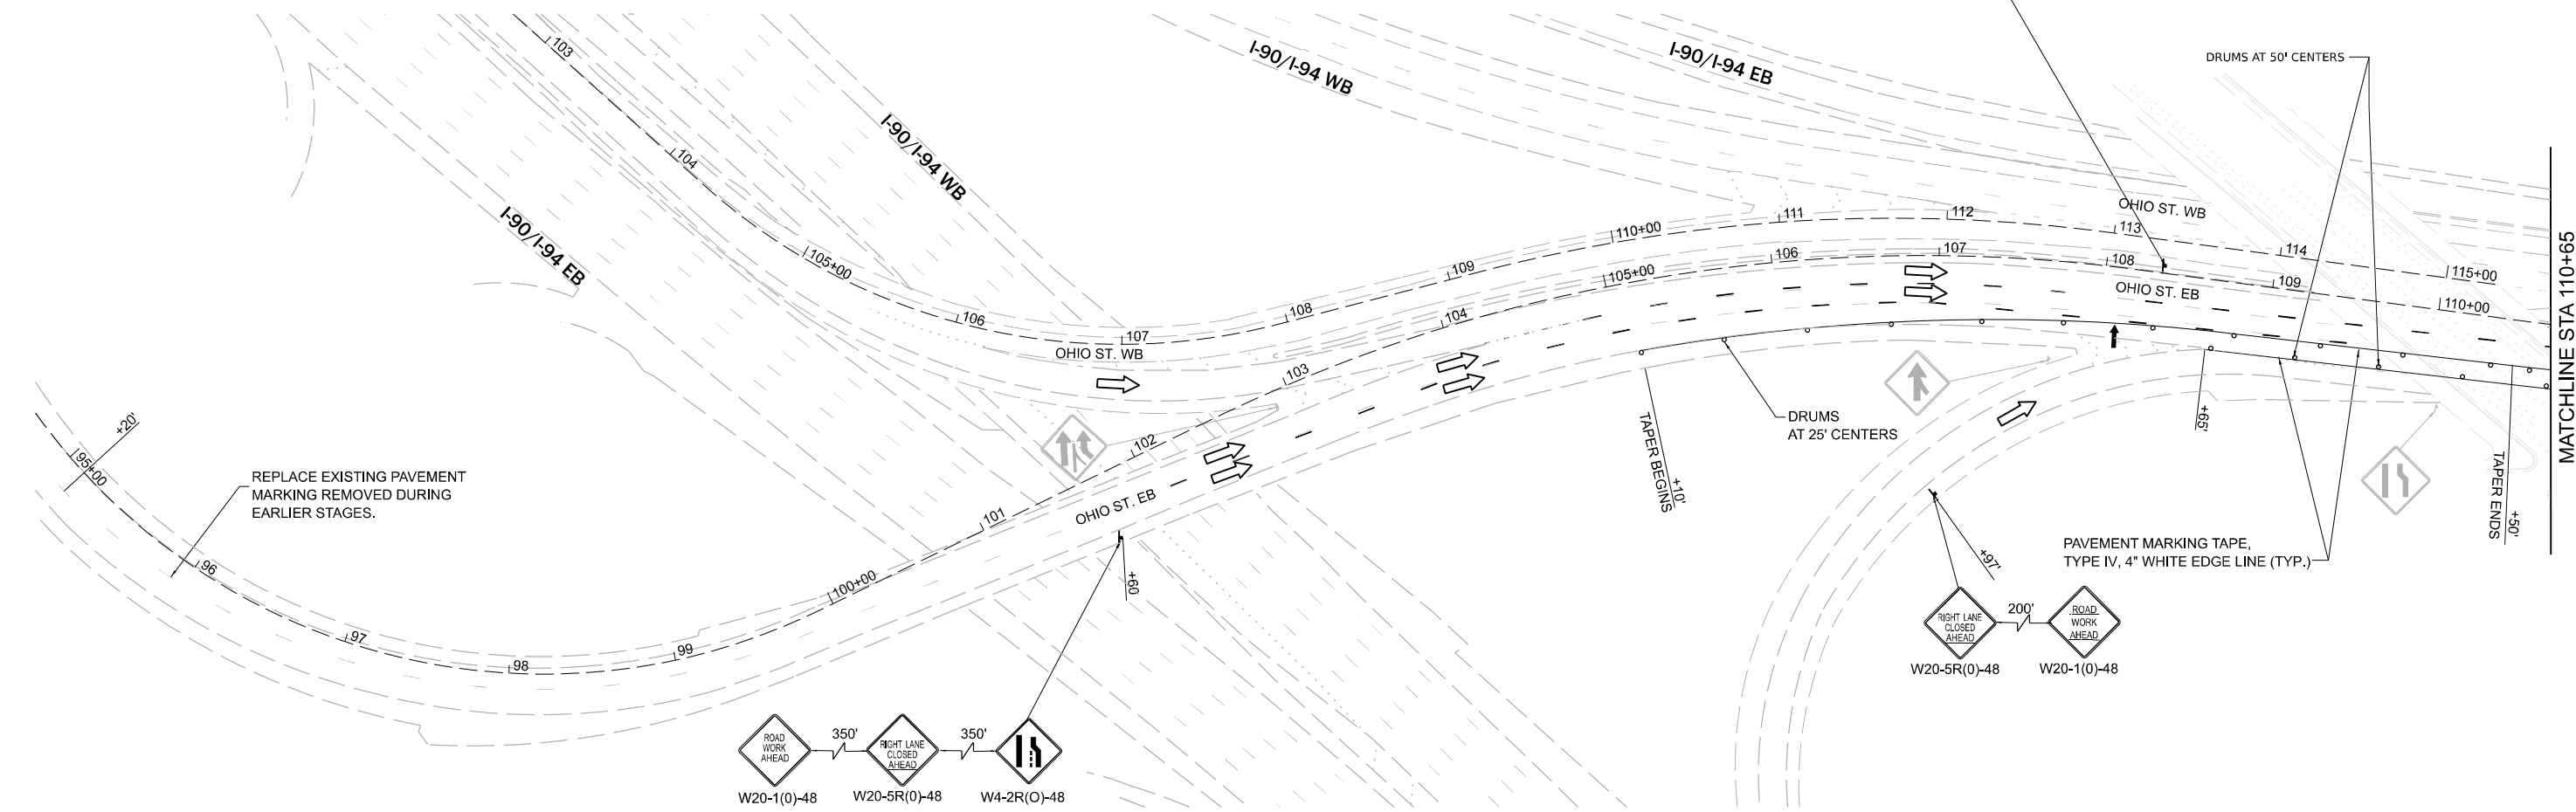 103
I-90/I-94 WB
I-90/I-94 EB
DRUMS AT 50' CENTERS
I-90/I-94 WB
104
I-90/I-94 EB
105+00
106
107
OHIO ST. WB
108
109
110+00
111
112
OHIO ST. WB
113
114
115+00
MATCHLINE STA 110+65
103
104
105+00
106
107
108
109
110+00
OHIO ST. EB
102
101
OHIO ST. EB
100+00
99
98
97
96
95+00
+20'
REPLACE EXISTING PAVEMENT
MARKING REMOVED DURING
EARLIER STAGES.
+60
+10'
TAPER BEGINS
DRUMS
AT 25' CENTERS
+65'
TAPER ENDS
+50'
PAVEMENT MARKING TAPE,
TYPE IV, 4" WHITE EDGE LINE (TYP.)
+97'
RIGHT LANE
CLOSED
AHEAD
200'
ROAD
WORK
AHEAD
W20-5R(0)-48
W20-1(0)-48
ROAD
WORK
AHEAD
350'
RIGHT LANE
CLOSED
AHEAD
350'
W20-1(0)-48
W20-5R(0)-48
W4-2R(O)-48